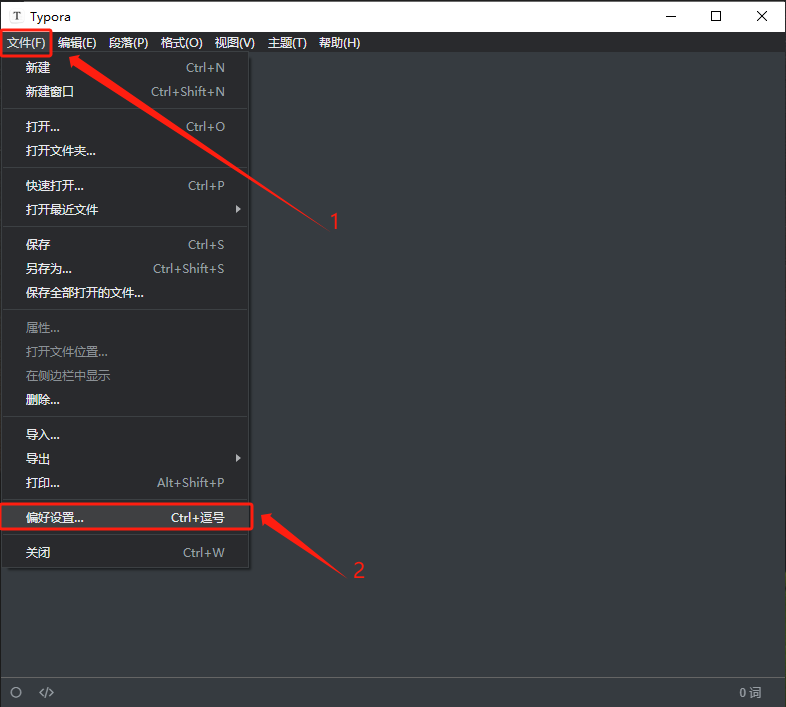 T Typora
文件(F) 编辑(E) 段落(P) 格式(O) 视图(V) 主题(T) 帮助(H)
新建 Ctrl+N
新建窗口 Ctrl+Shift+N
打开... Ctrl+O
打开文件夹...
快速打开... Ctrl+P
打开最近文件
1
保存 Ctrl+S
另存为... Ctrl+Shift+S
保存全部打开的文件...
属性...
打开文件位置...
在侧边栏中显示
删除...
导入...
导出
打印... Alt+Shift+P
偏好设置... Ctrl+逗号
关闭 Ctrl+W
2
</> 0 词